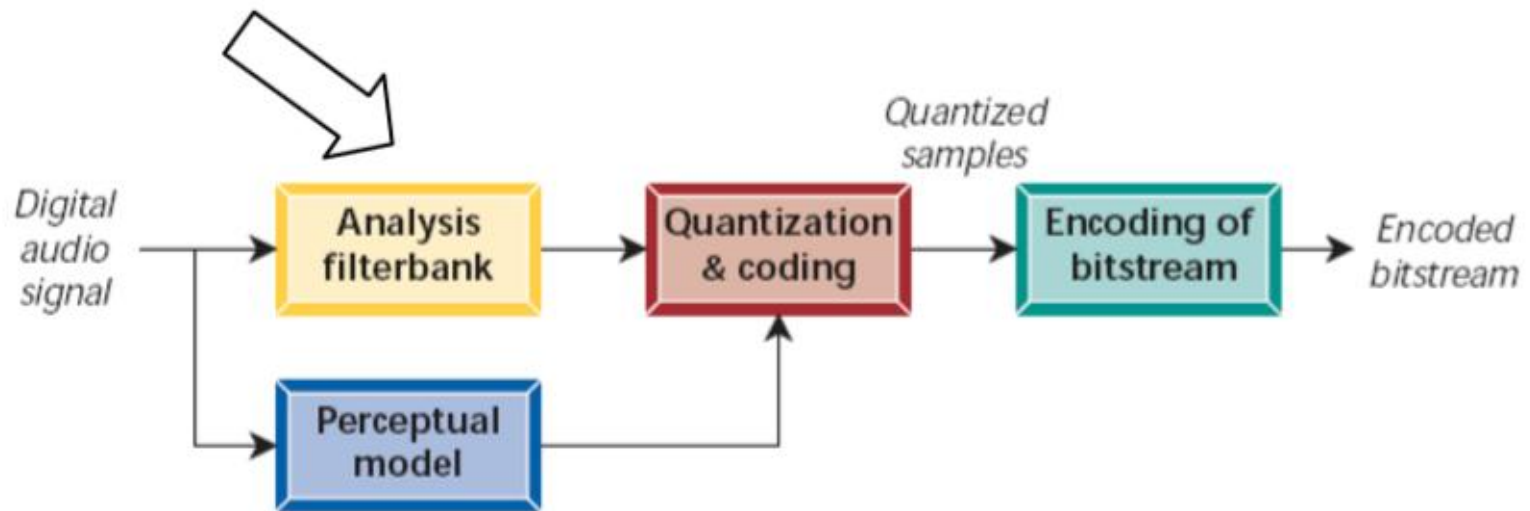 Digital
audio
signal
Analysis
filterbank
Perceptual
model
Quantization
& coding
Quantized
samples
Encoding of
bitstream
Encoded
bitstream